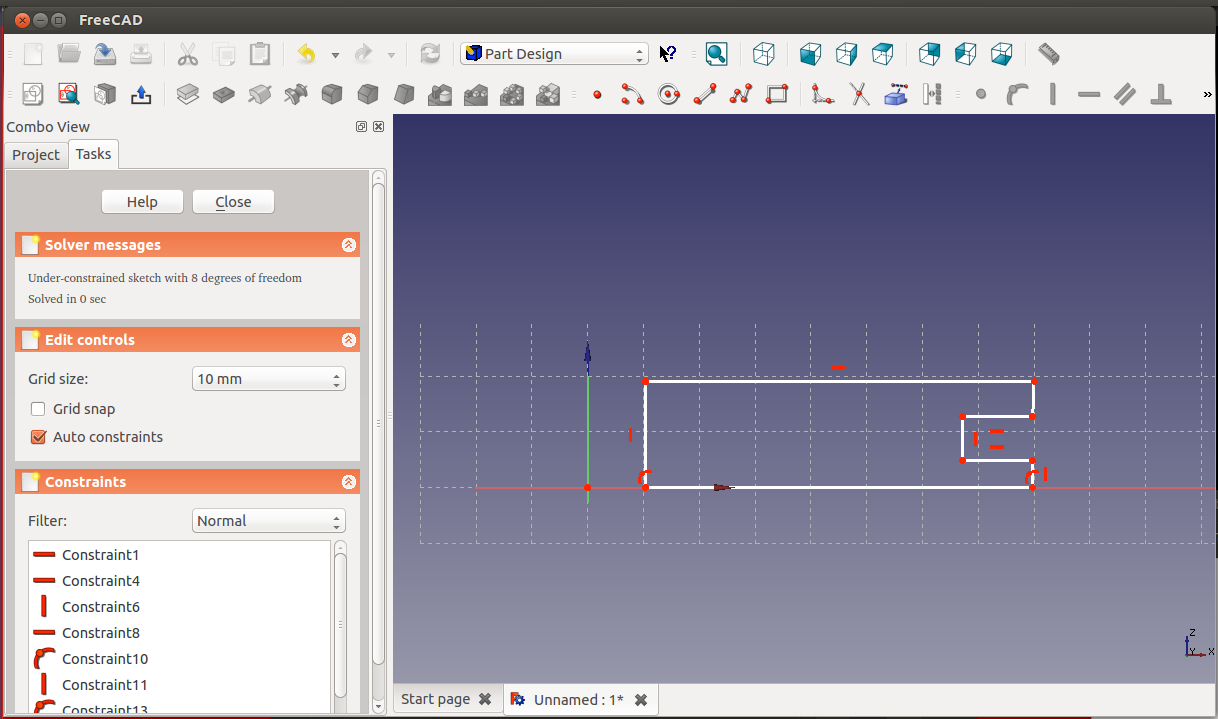 FreeCAD
Part Design
»
Combo View
Project
Tasks
Help
Close
Solver messages
Under-constrained sketch with 8 degrees of freedom
Solved in 0 sec
Edit controls
Grid size:
10 mm
Grid snap
Auto constraints
Constraints
Filter:
Normal
Constraint1
Constraint4
Constraint6
Constraint8
Constraint10
Constraint11
Constraint13
Z
Y
X
Start page
Unnamed : 1*